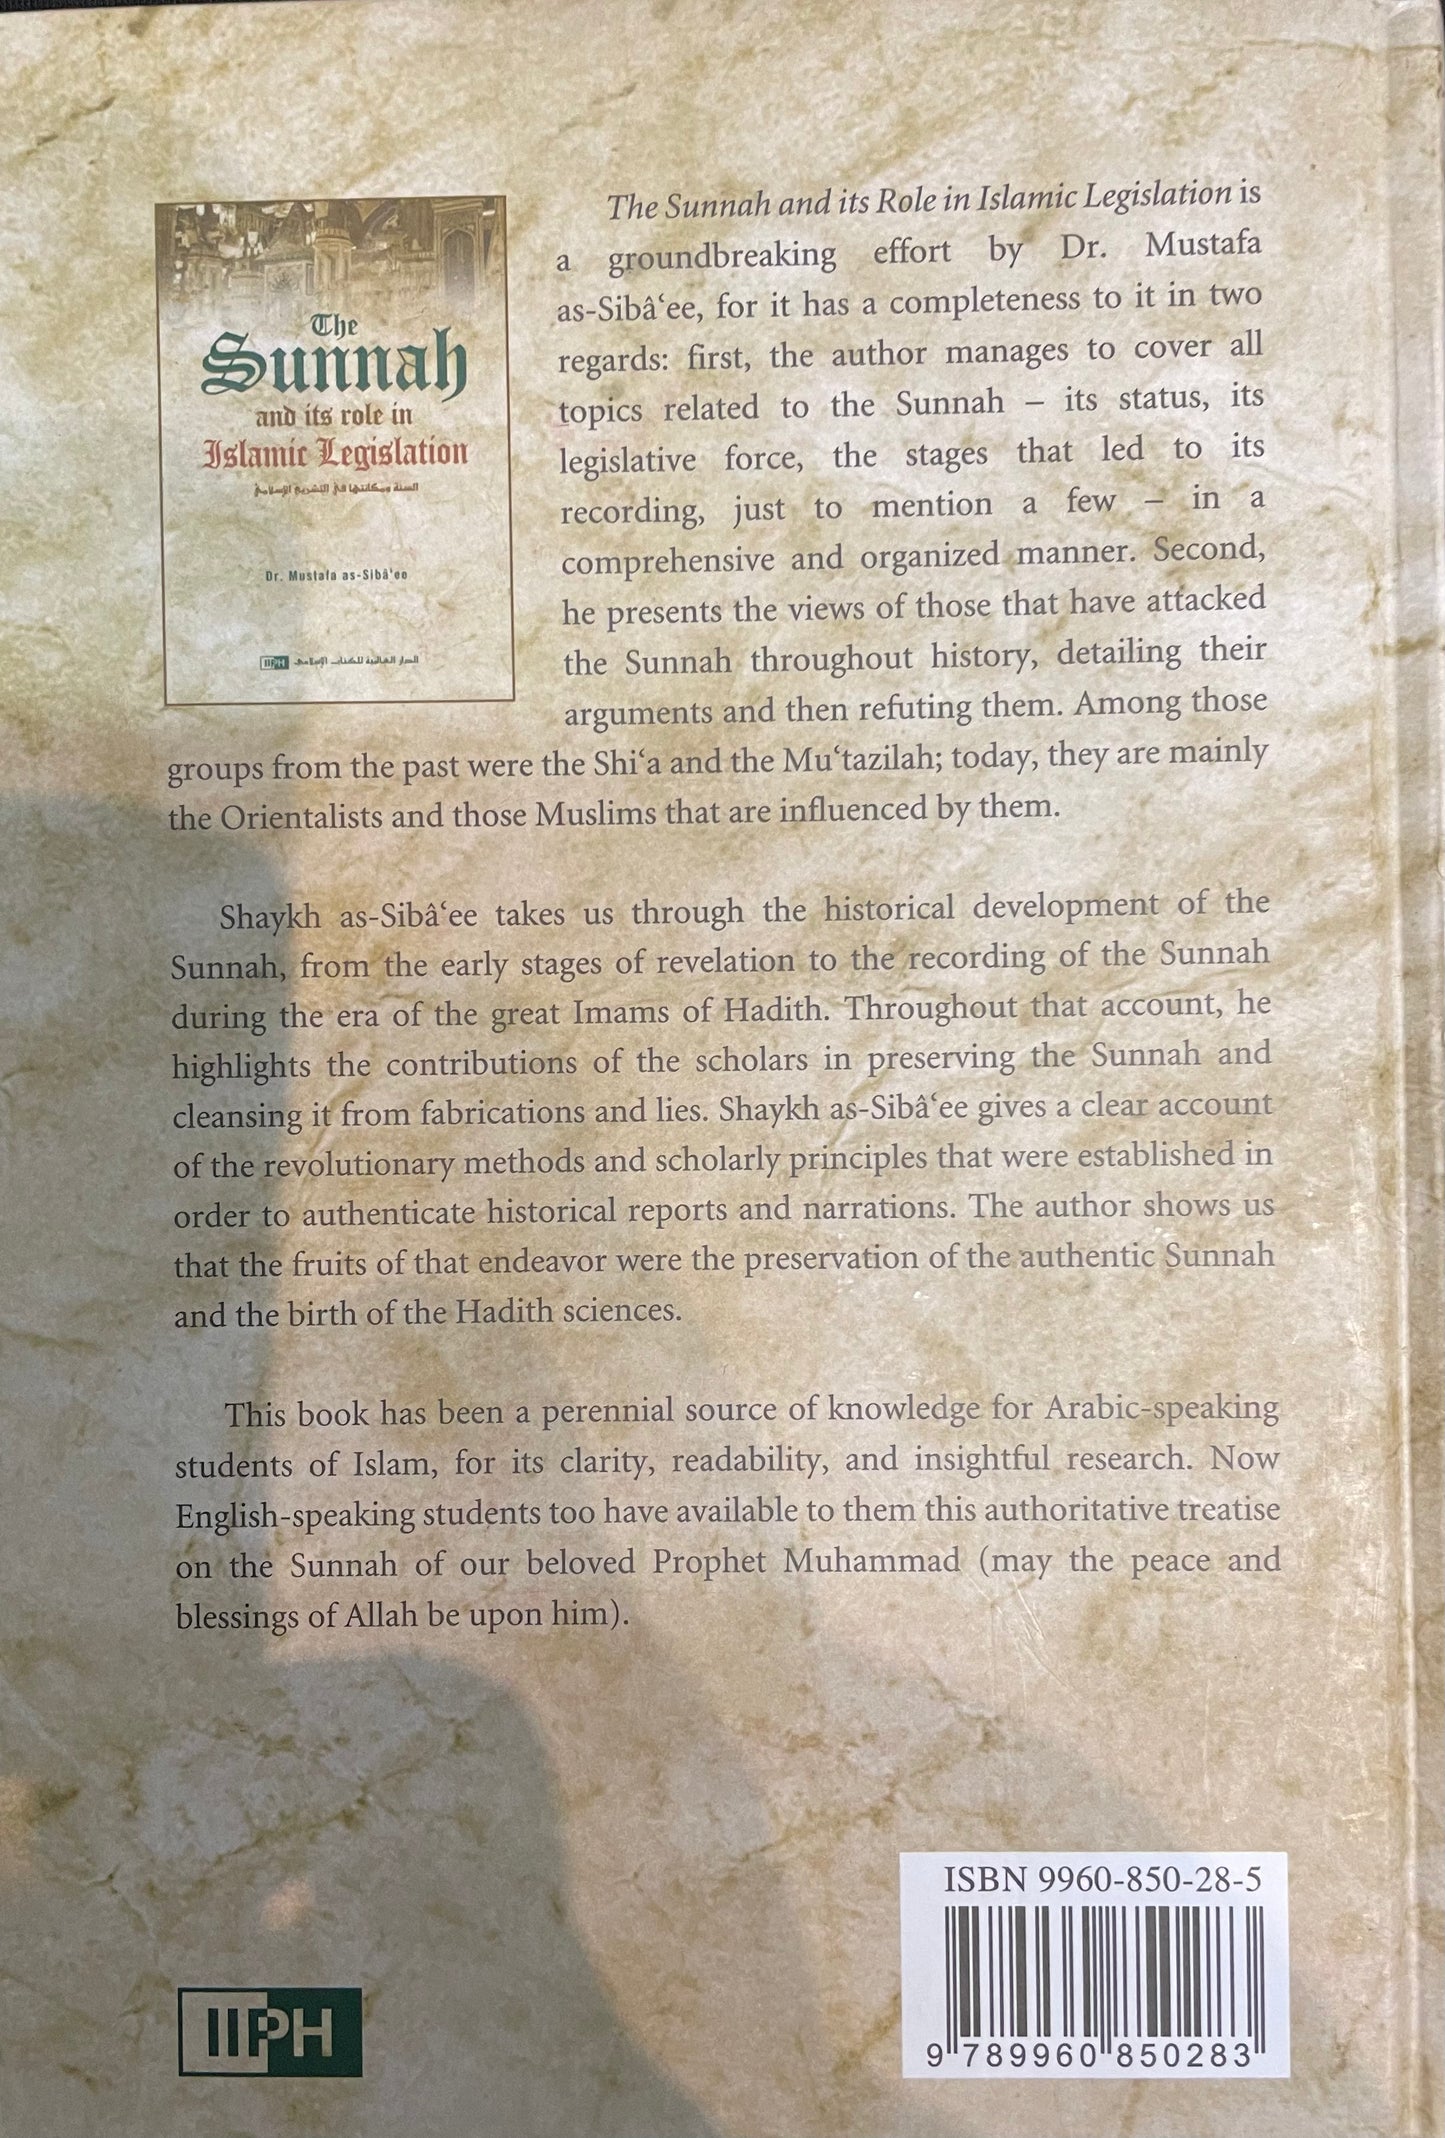 The
Sunnah
and its role in
Islamic Legislation
السنة ومكانتها في التشريع الإسلامي
Dr. Mustafa as-Sibâ'ee
IIPH الدار العالمية للكتاب الإسلامي
The Sunnah and its Role in Islamic Legislation is
a groundbreaking effort by Dr. Mustafa
as-Sibâ‘ee, for it has a completeness to it in two
regards: first, the author manages to cover all
topics related to the Sunnah – its status, its
legislative force, the stages that led to its
recording, just to mention a few – in a
comprehensive and organized manner. Second,
he presents the views of those that have attacked
the Sunnah throughout history, detailing their
arguments and then refuting them. Among those
groups from the past were the Shi‘a and the Mu‘tazilah; today, they are mainly
the Orientalists and those Muslims that are influenced by them.
Shaykh as-Sibâ‘ee takes us through the historical development of the
Sunnah, from the early stages of revelation to the recording of the Sunnah
during the era of the great Imams of Hadith. Throughout that account, he
highlights the contributions of the scholars in preserving the Sunnah and
cleansing it from fabrications and lies. Shaykh as-Sibâ‘ee gives a clear account
of the revolutionary methods and scholarly principles that were established in
order to authenticate historical reports and narrations. The author shows us
that the fruits of that endeavor were the preservation of the authentic Sunnah
and the birth of the Hadith sciences.
This book has been a perennial source of knowledge for Arabic-speaking
students of Islam, for its clarity, readability, and insightful research. Now
English-speaking students too have available to them this authoritative treatise
on the Sunnah of our beloved Prophet Muhammad (may the peace and
blessings of Allah be upon him).
IIPH
ISBN 9960-850-28-5
9 789960 850283